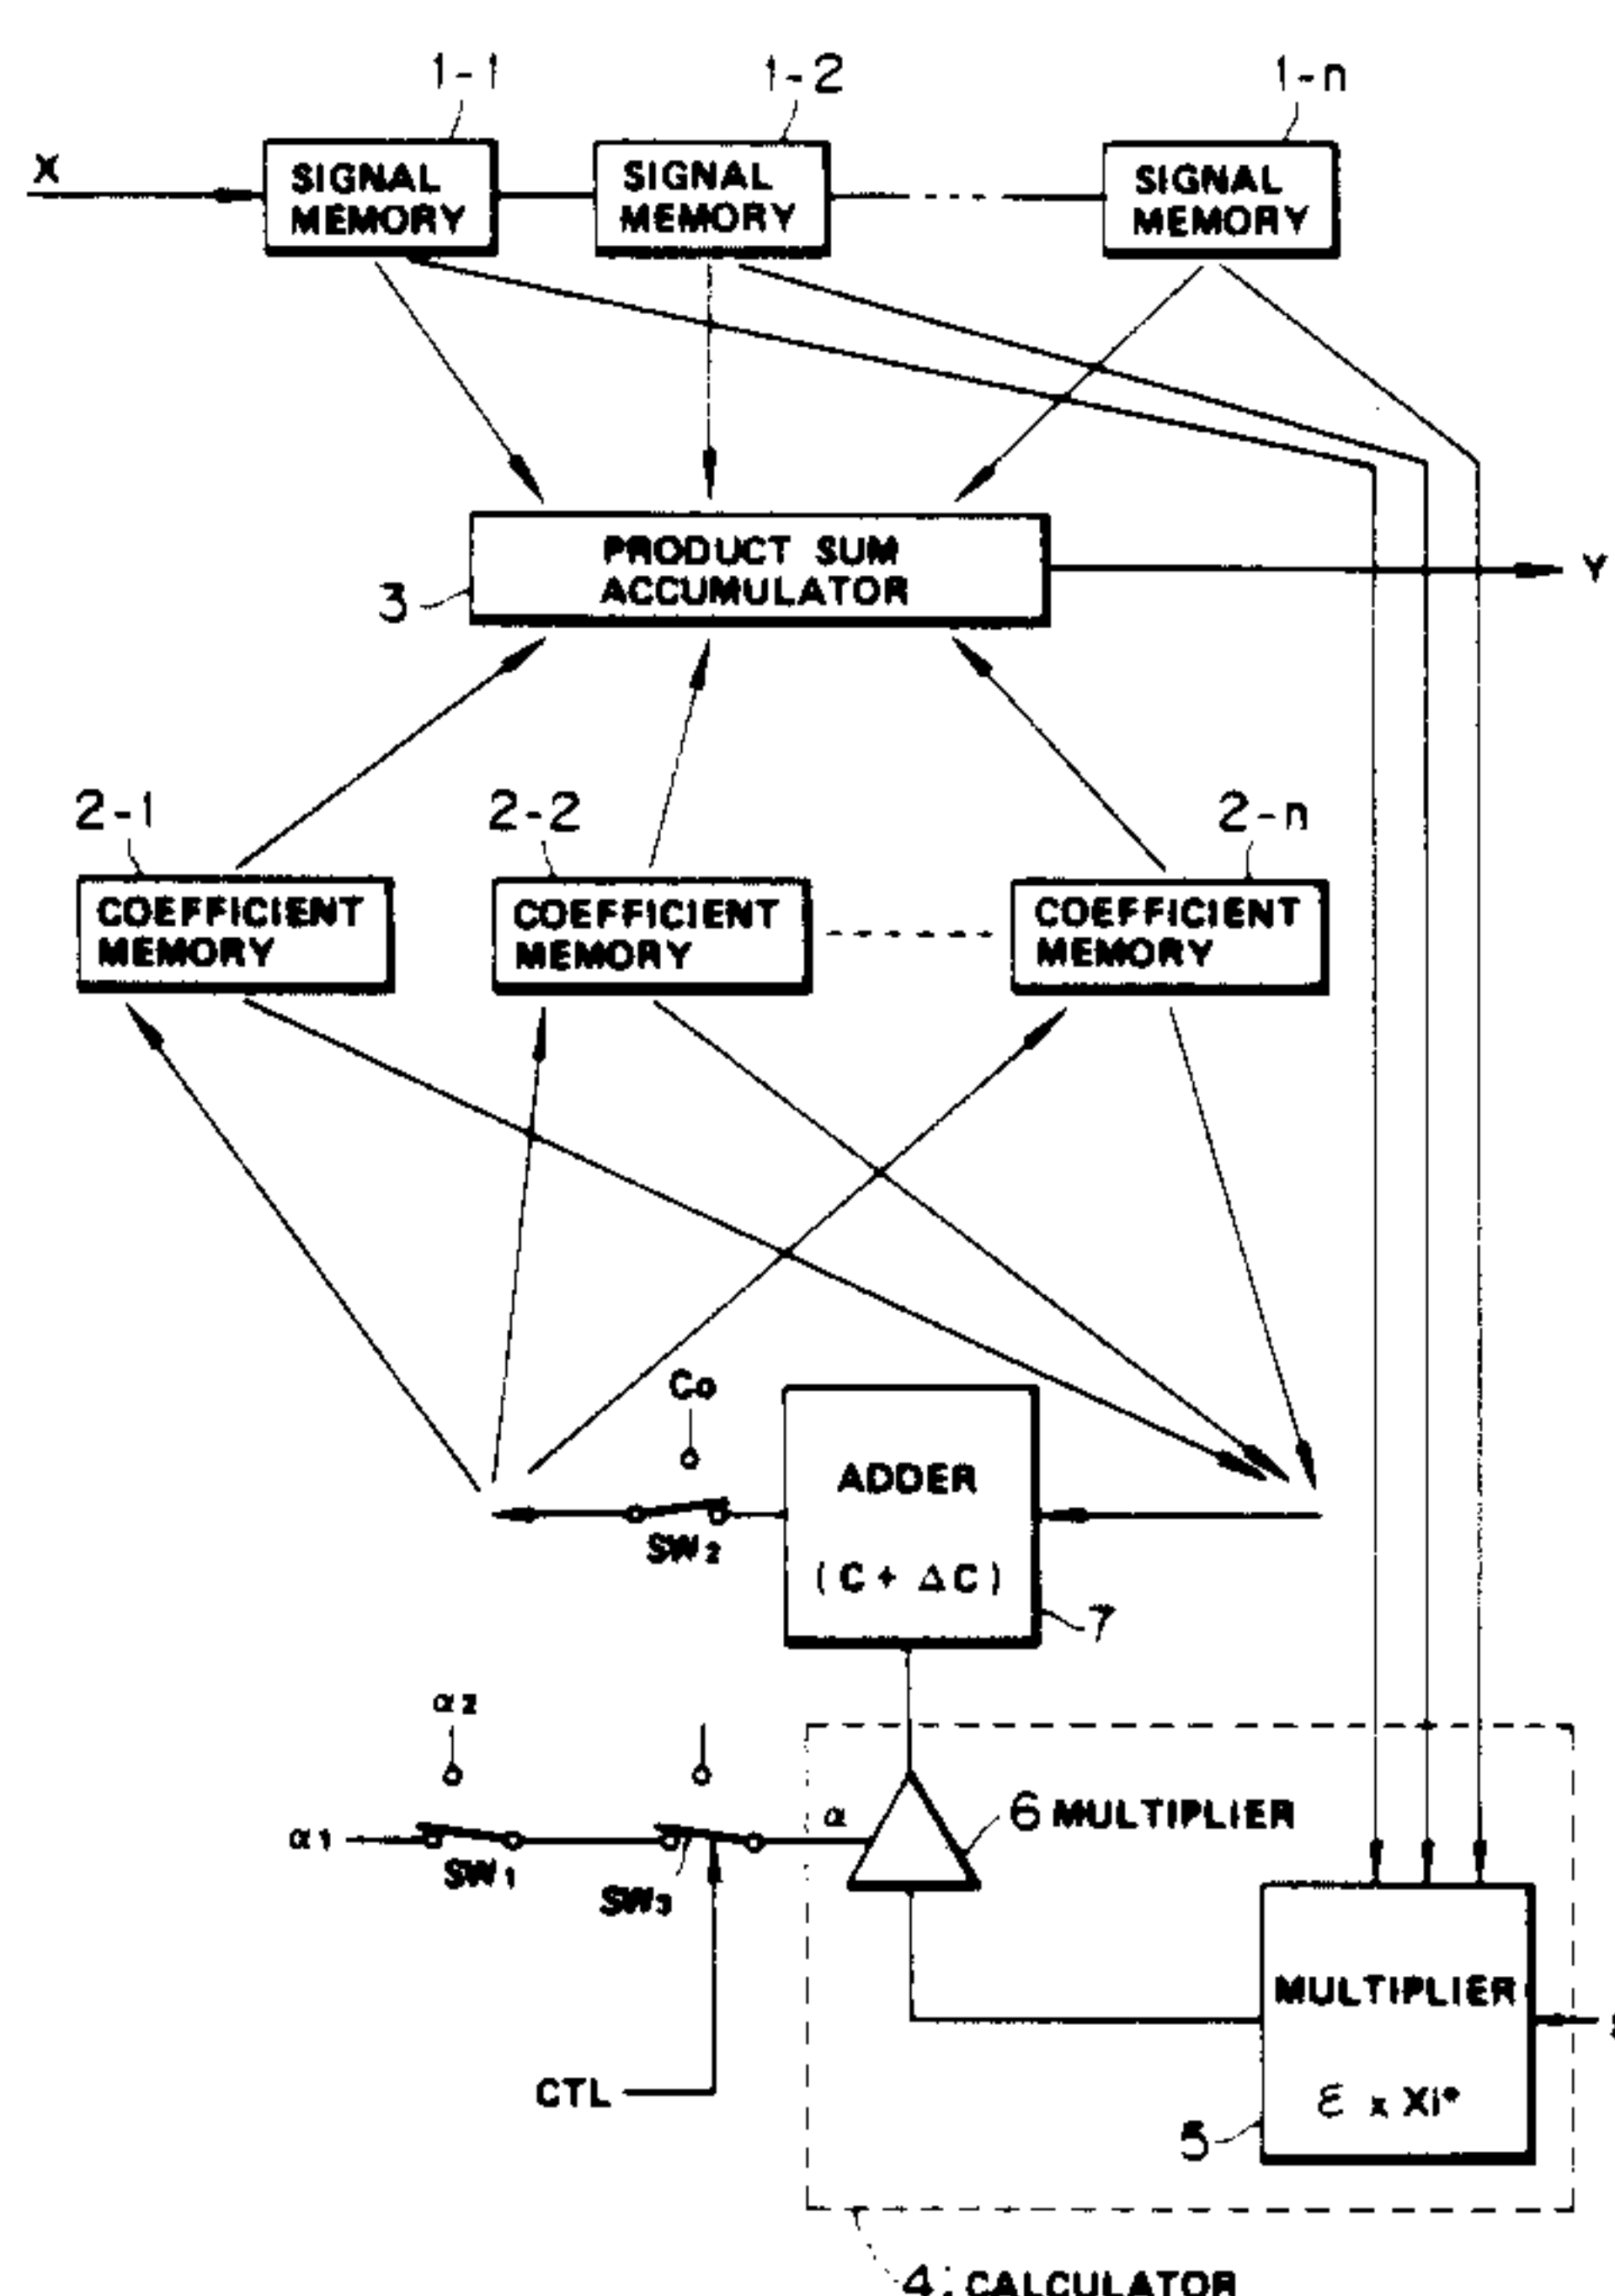 1-1
1-2
1-n
X
SIGNAL
MEMORY
SIGNAL
MEMORY
SIGNAL
MEMORY
PRODUCT SUM
ACCUMULATOR
3
Y
2-1
2-2
2-n
COEFFICIENT
MEMORY
COEFFICIENT
MEMORY
COEFFICIENT
MEMORY
Co
ADDER
(C + ΔC)
SW2
7
α2
α
6 MULTIPLIER
α1
SW1
SW3
MULTIPLIER
CTL
ε x Xi*
5
4: CALCULATOR